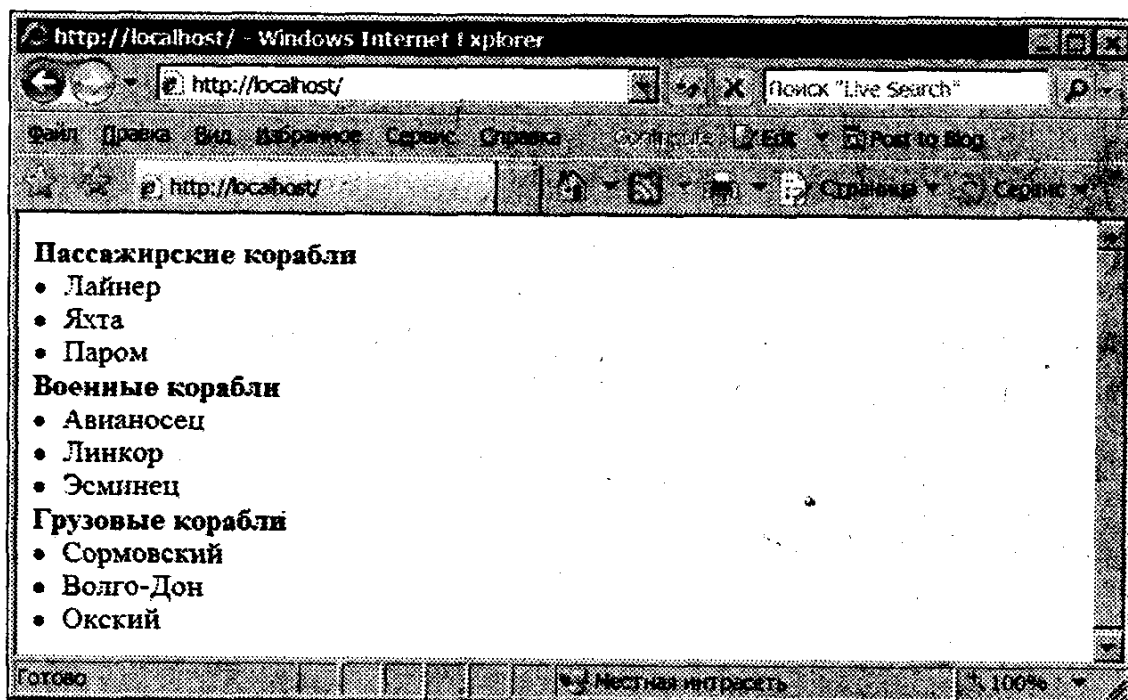 http://localhost/ - Windows Internet Explorer
http://localhost/ Поиск "Live Search"
Файл Правка Вид Избранное Сервис Справка Edit Post to Blog
http://localhost/ Страница Сервис
Пассажирские корабли
• Лайнер
• Яхта
• Паром
Военные корабли
• Авианосец
• Линкор
• Эсминец
Грузовые корабли
• Сормовский
• Волго-Дон
• Окский
Готово Местная интрасеть 100%